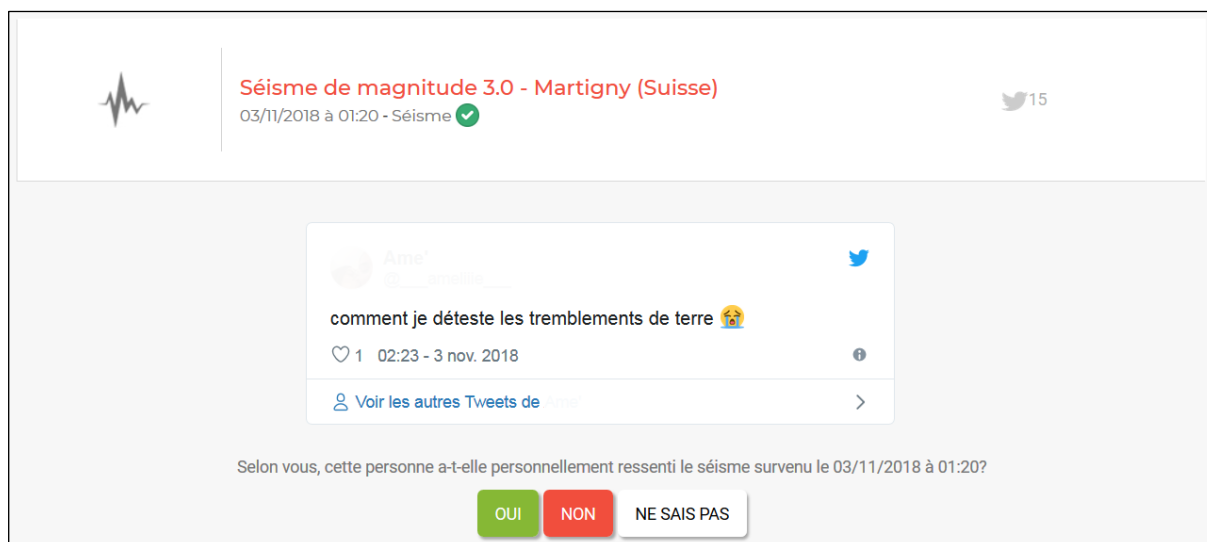 Séisme de magnitude 3.0 - Martigny (Suisse)
03/11/2018 à 01:20 - Séisme
15
Ame'
comment je déteste les tremblements de terre 😭
1 02:23 - 3 nov. 2018
Voir les autres Tweets de Ame'
Selon vous, cette personne a-t-elle personnellement ressenti le séisme survenu le 03/11/2018 à 01:20?
OUI NON NE SAIS PAS